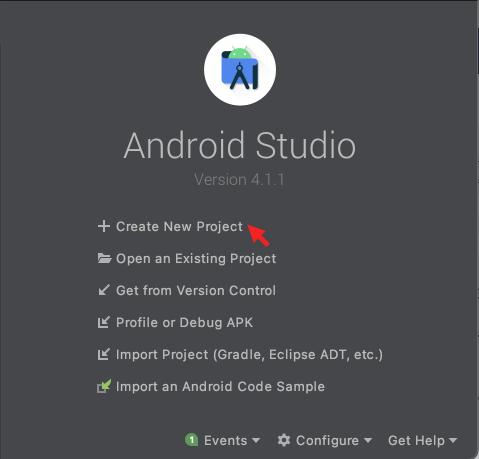 Android Studio
Version 4.1.1
Create New Project
Open an Existing Project
Get from Version Control
Profile or Debug APK
Import Project (Gradle, Eclipse ADT, etc.)
Import an Android Code Sample
1 Events Configure Get Help